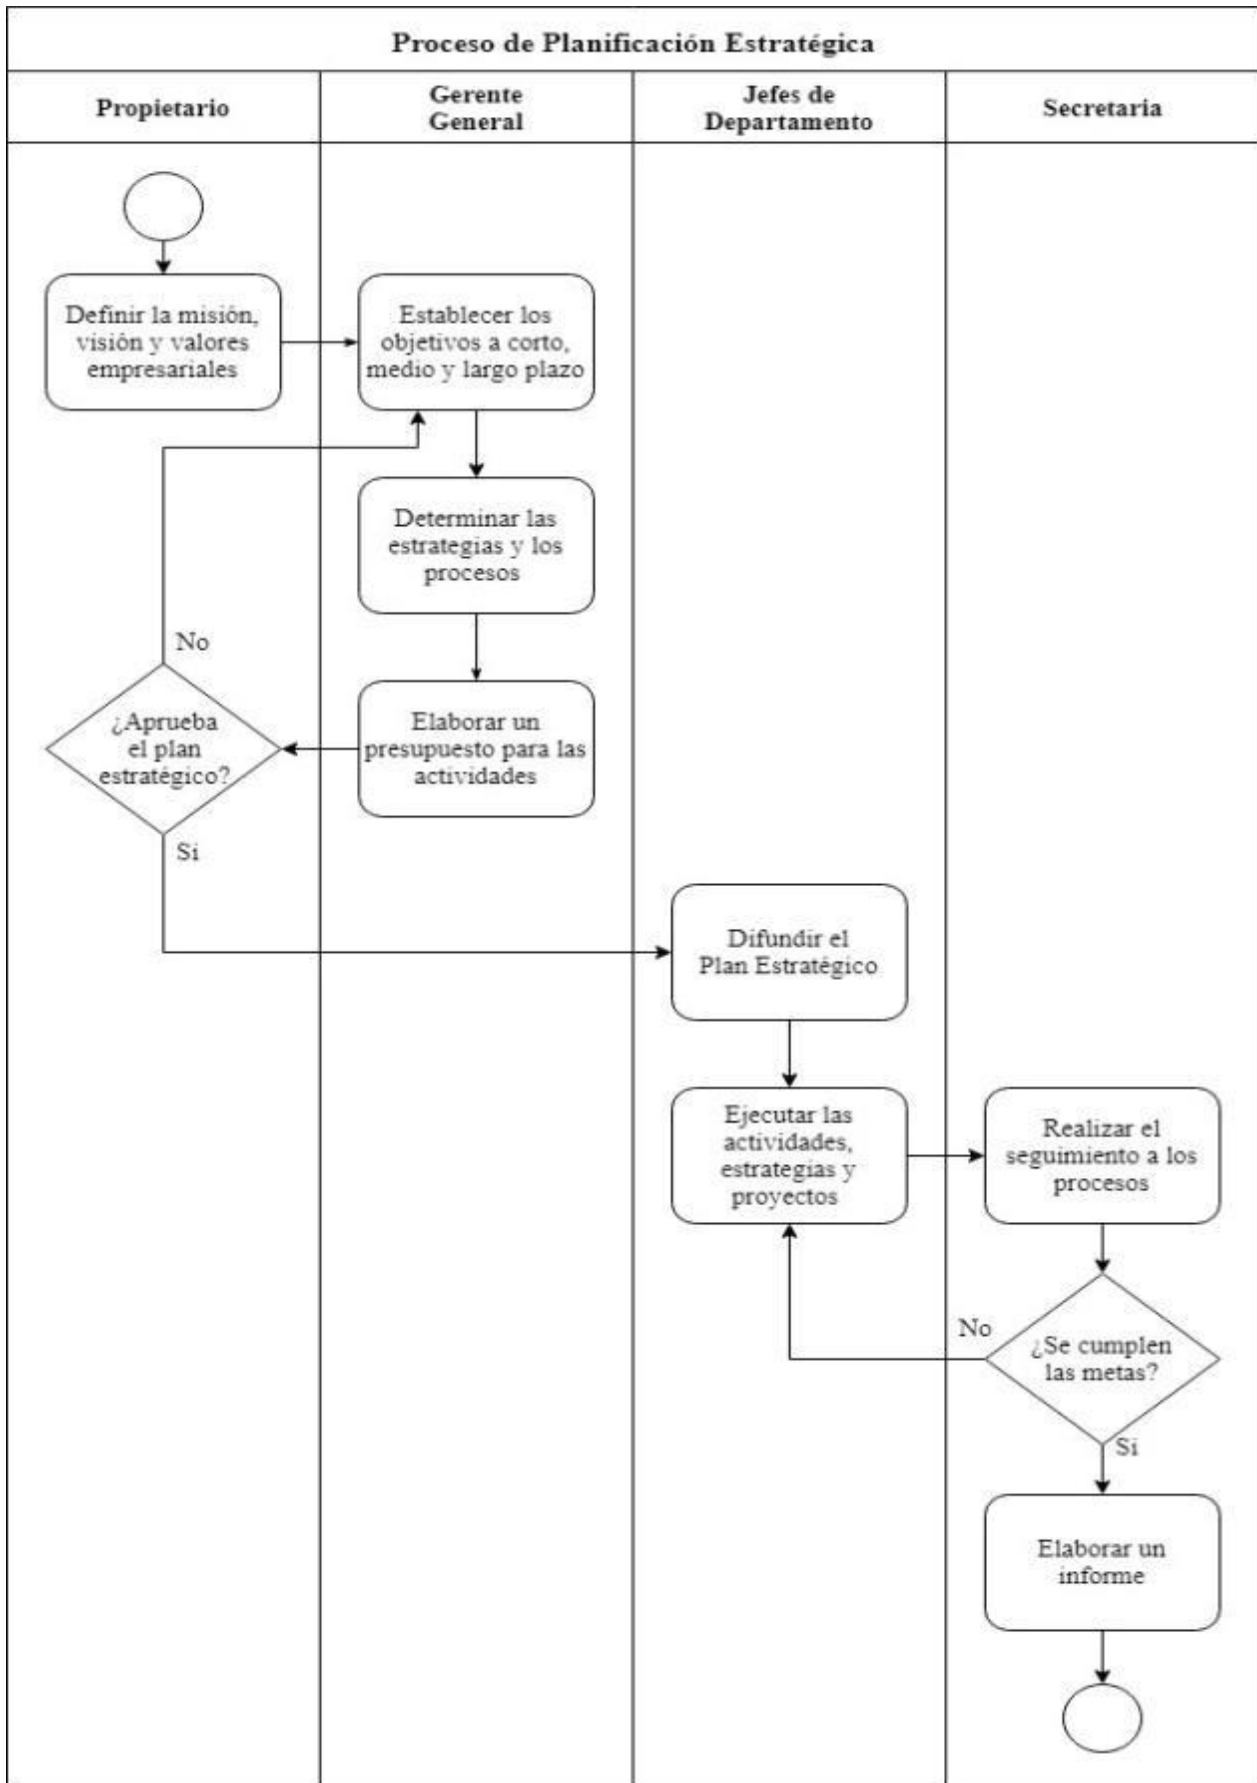 Proceso de Planificación Estratégica
Propietario
Gerente
General
Jefes de
Departamento
Secretaria
Definir la misión,
visión y valores
empresariales
Establecer los
objetivos a corto,
medio y largo plazo
Determinar las
estrategias y los
procesos
No
¿Aprueba
el plan
estratégico?
Elaborar un
presupuesto para las
actividades
Si
Difundir el
Plan Estratégico
Ejecutar las
actividades,
estrategias y
proyectos
Realizar el
seguimiento a los
procesos
No
¿Se cumplen
las metas?
Si
Elaborar un
informe